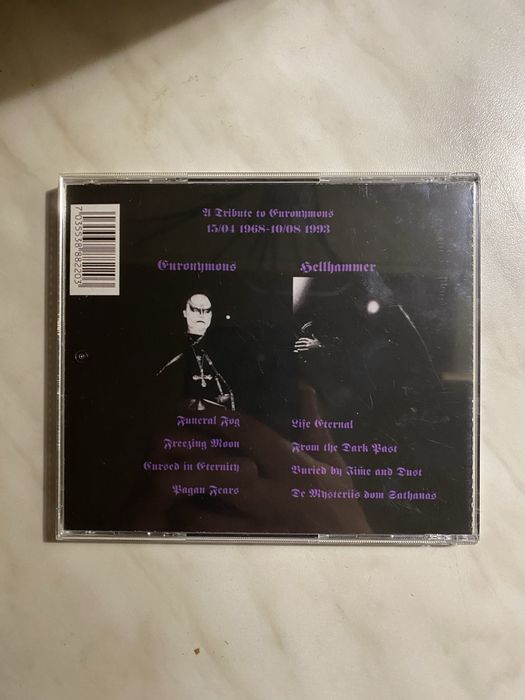 A Tribute to Euronymous
15/04 1968-10/08 1993
7035538882203
Euronymous
Hellhammer
Funeral Fog
Freezing Moon
Cursed in Eternity
Pagan Fears
Life Eternal
From the Dark Past
Buried by Time and Dust
De Mysteriis dom Sathanas